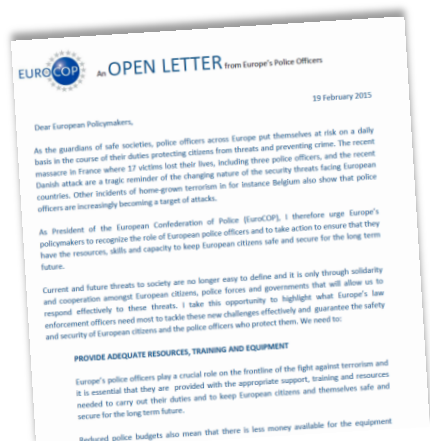 EUROCOP
An OPEN LETTER from Europe's Police Officers
19 February 2015
Dear European Policymakers,
As the guardians of safe societies, police officers across Europe put themselves at risk on a daily
basis in the course of their duties protecting citizens from threats and preventing crime. The recent
massacre in France where 17 victims lost their lives, including three police officers, and the recent
Danish attack are a tragic reminder of the changing nature of the security threats facing European
countries. Other incidents of home-grown terrorism in for instance Belgium also show that police
officers are increasingly becoming a target of attacks.
As President of the European Confederation of Police (EuroCOP), I therefore urge Europe's
policymakers to recognize the role of European police officers and to take action to ensure that they
have the resources, skills and capacity to keep European citizens safe and secure for the long term
future.
Current and future threats to society are no longer easy to define and it is only through solidarity
and cooperation amongst European citizens, police forces and governments that will allow us to
respond effectively to these threats. I take this opportunity to highlight what Europe's law
enforcement officers need most to tackle these new challenges effectively and guarantee the safety
and security of European citizens and the police officers who protect them. We need to:
PROVIDE ADEQUATE RESOURCES, TRAINING AND EQUIPMENT
Europe's police officers play a crucial role on the frontline of the fight against terrorism and
it is essential that they are provided with the appropriate support, training and resources
needed to carry out their duties and to keep European citizens and themselves safe and
secure for the long term future.
Reduced police budgets also mean that there is less money available for the equipment